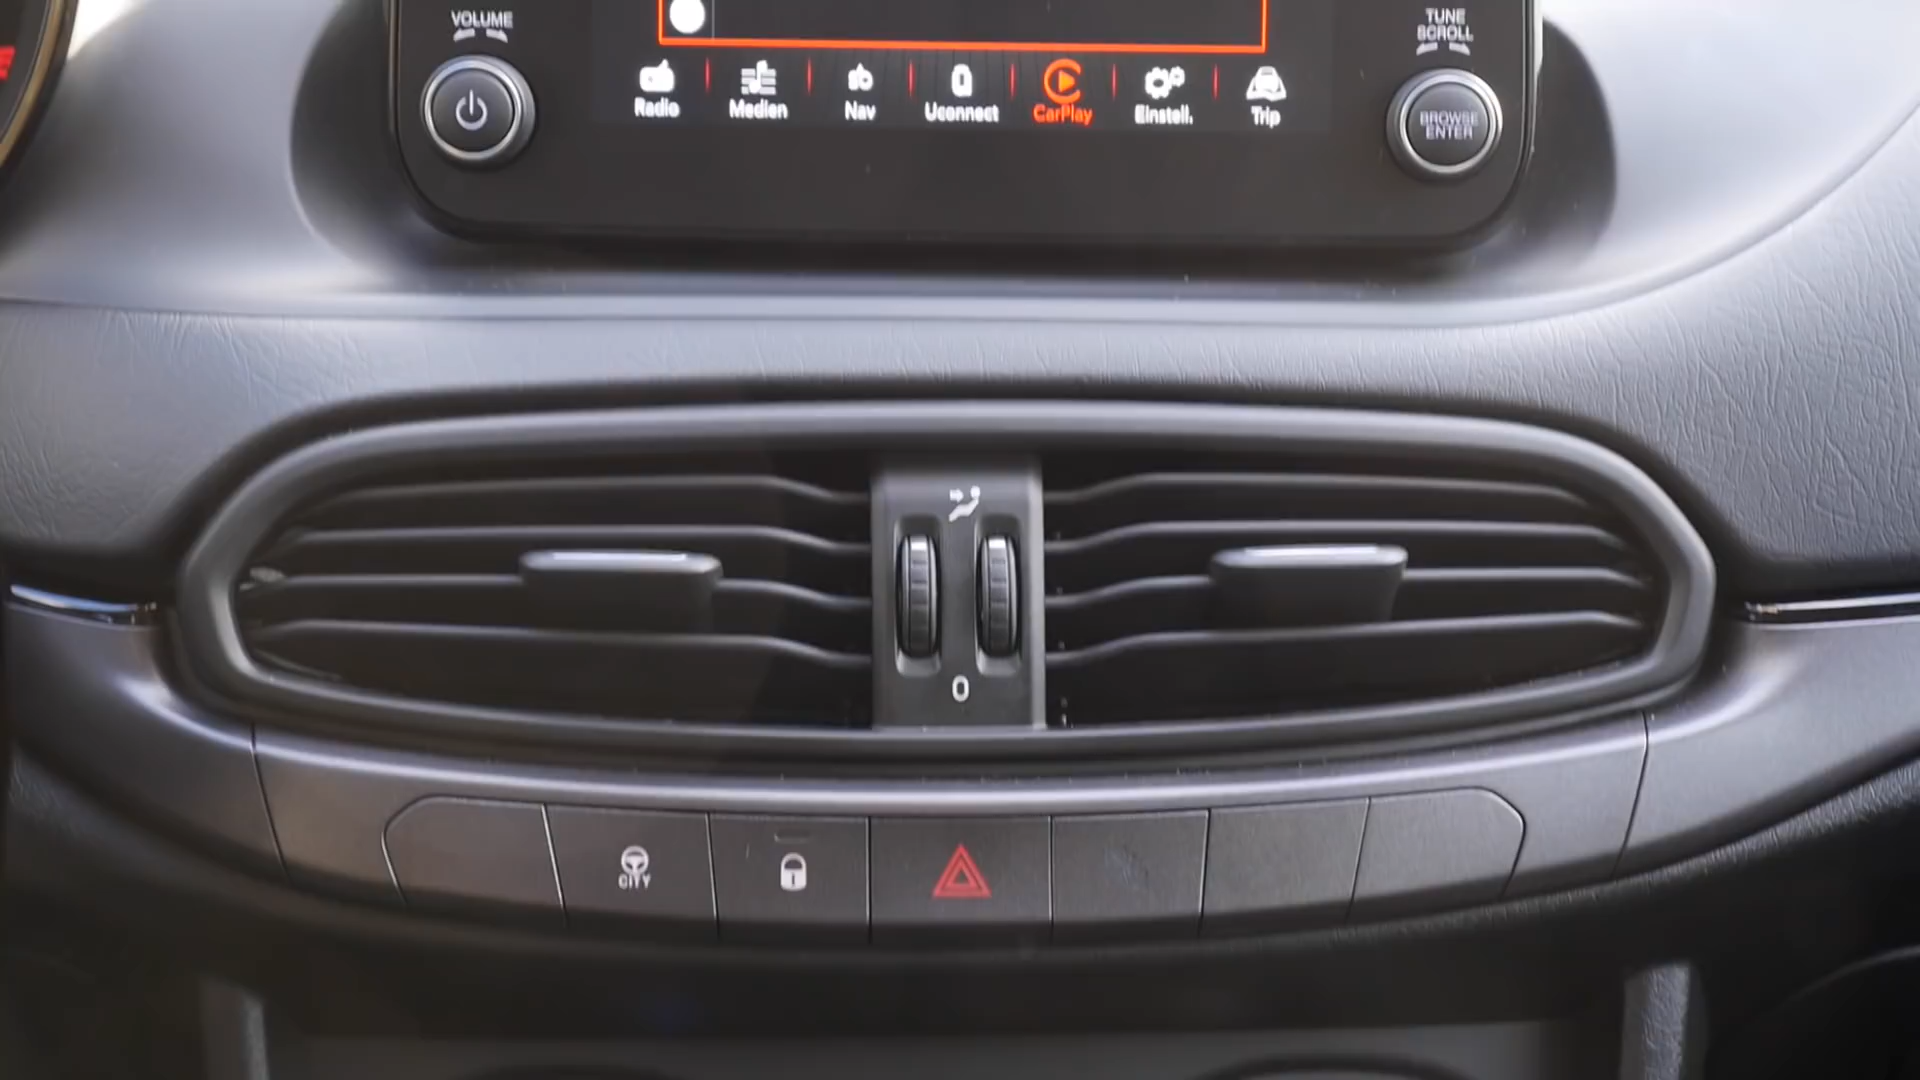 VOLUME
TUNE
SCROLL
Radio
Medien
Nav
Uconnect
CarPlay
Einstell.
Trip
BROWSE
ENTER
0
CITY